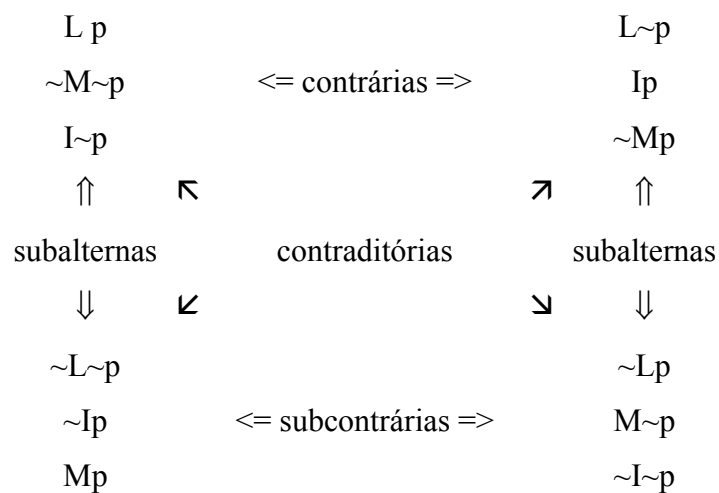 L p L~p
~M~p <= contrárias => Ip
I~p ~Mp
⇑ ↖ ↗ ⇑
subalternas contraditórias subalternas
⇓ ↙ ↘ ⇓
~L~p ~Lp
~Ip <= subcontrárias => M~p
Mp ~I~p